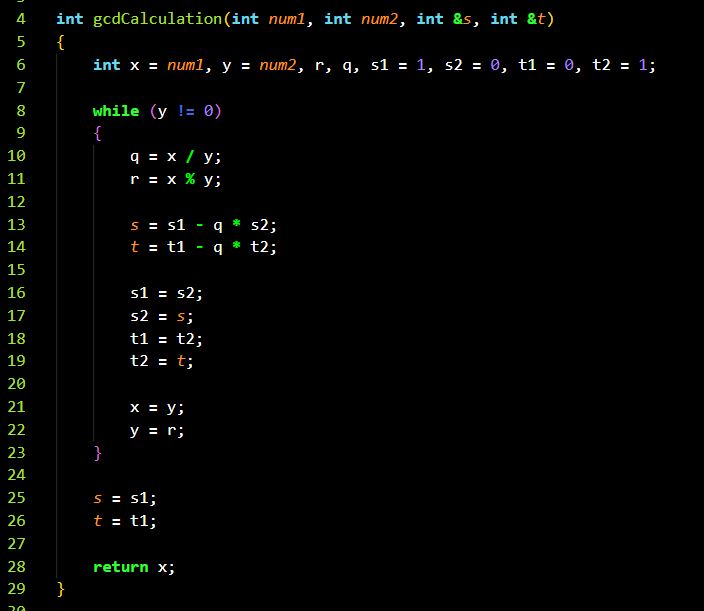 4 int gcdCalculation(int num1, int num2, int &s, int &t)
5 {
6 int x = num1, y = num2, r, q, s1 = 1, s2 = 0, t1 = 0, t2 = 1;
7
8 while (y != 0)
9 {
10 q = x / y;
11 r = x % y;
12
13 s = s1 - q * s2;
14 t = t1 - q * t2;
15
16 s1 = s2;
17 s2 = s;
18 t1 = t2;
19 t2 = t;
20
21 x = y;
22 y = r;
23 }
24
25 s = s1;
26 t = t1;
27
28 return x;
29 }